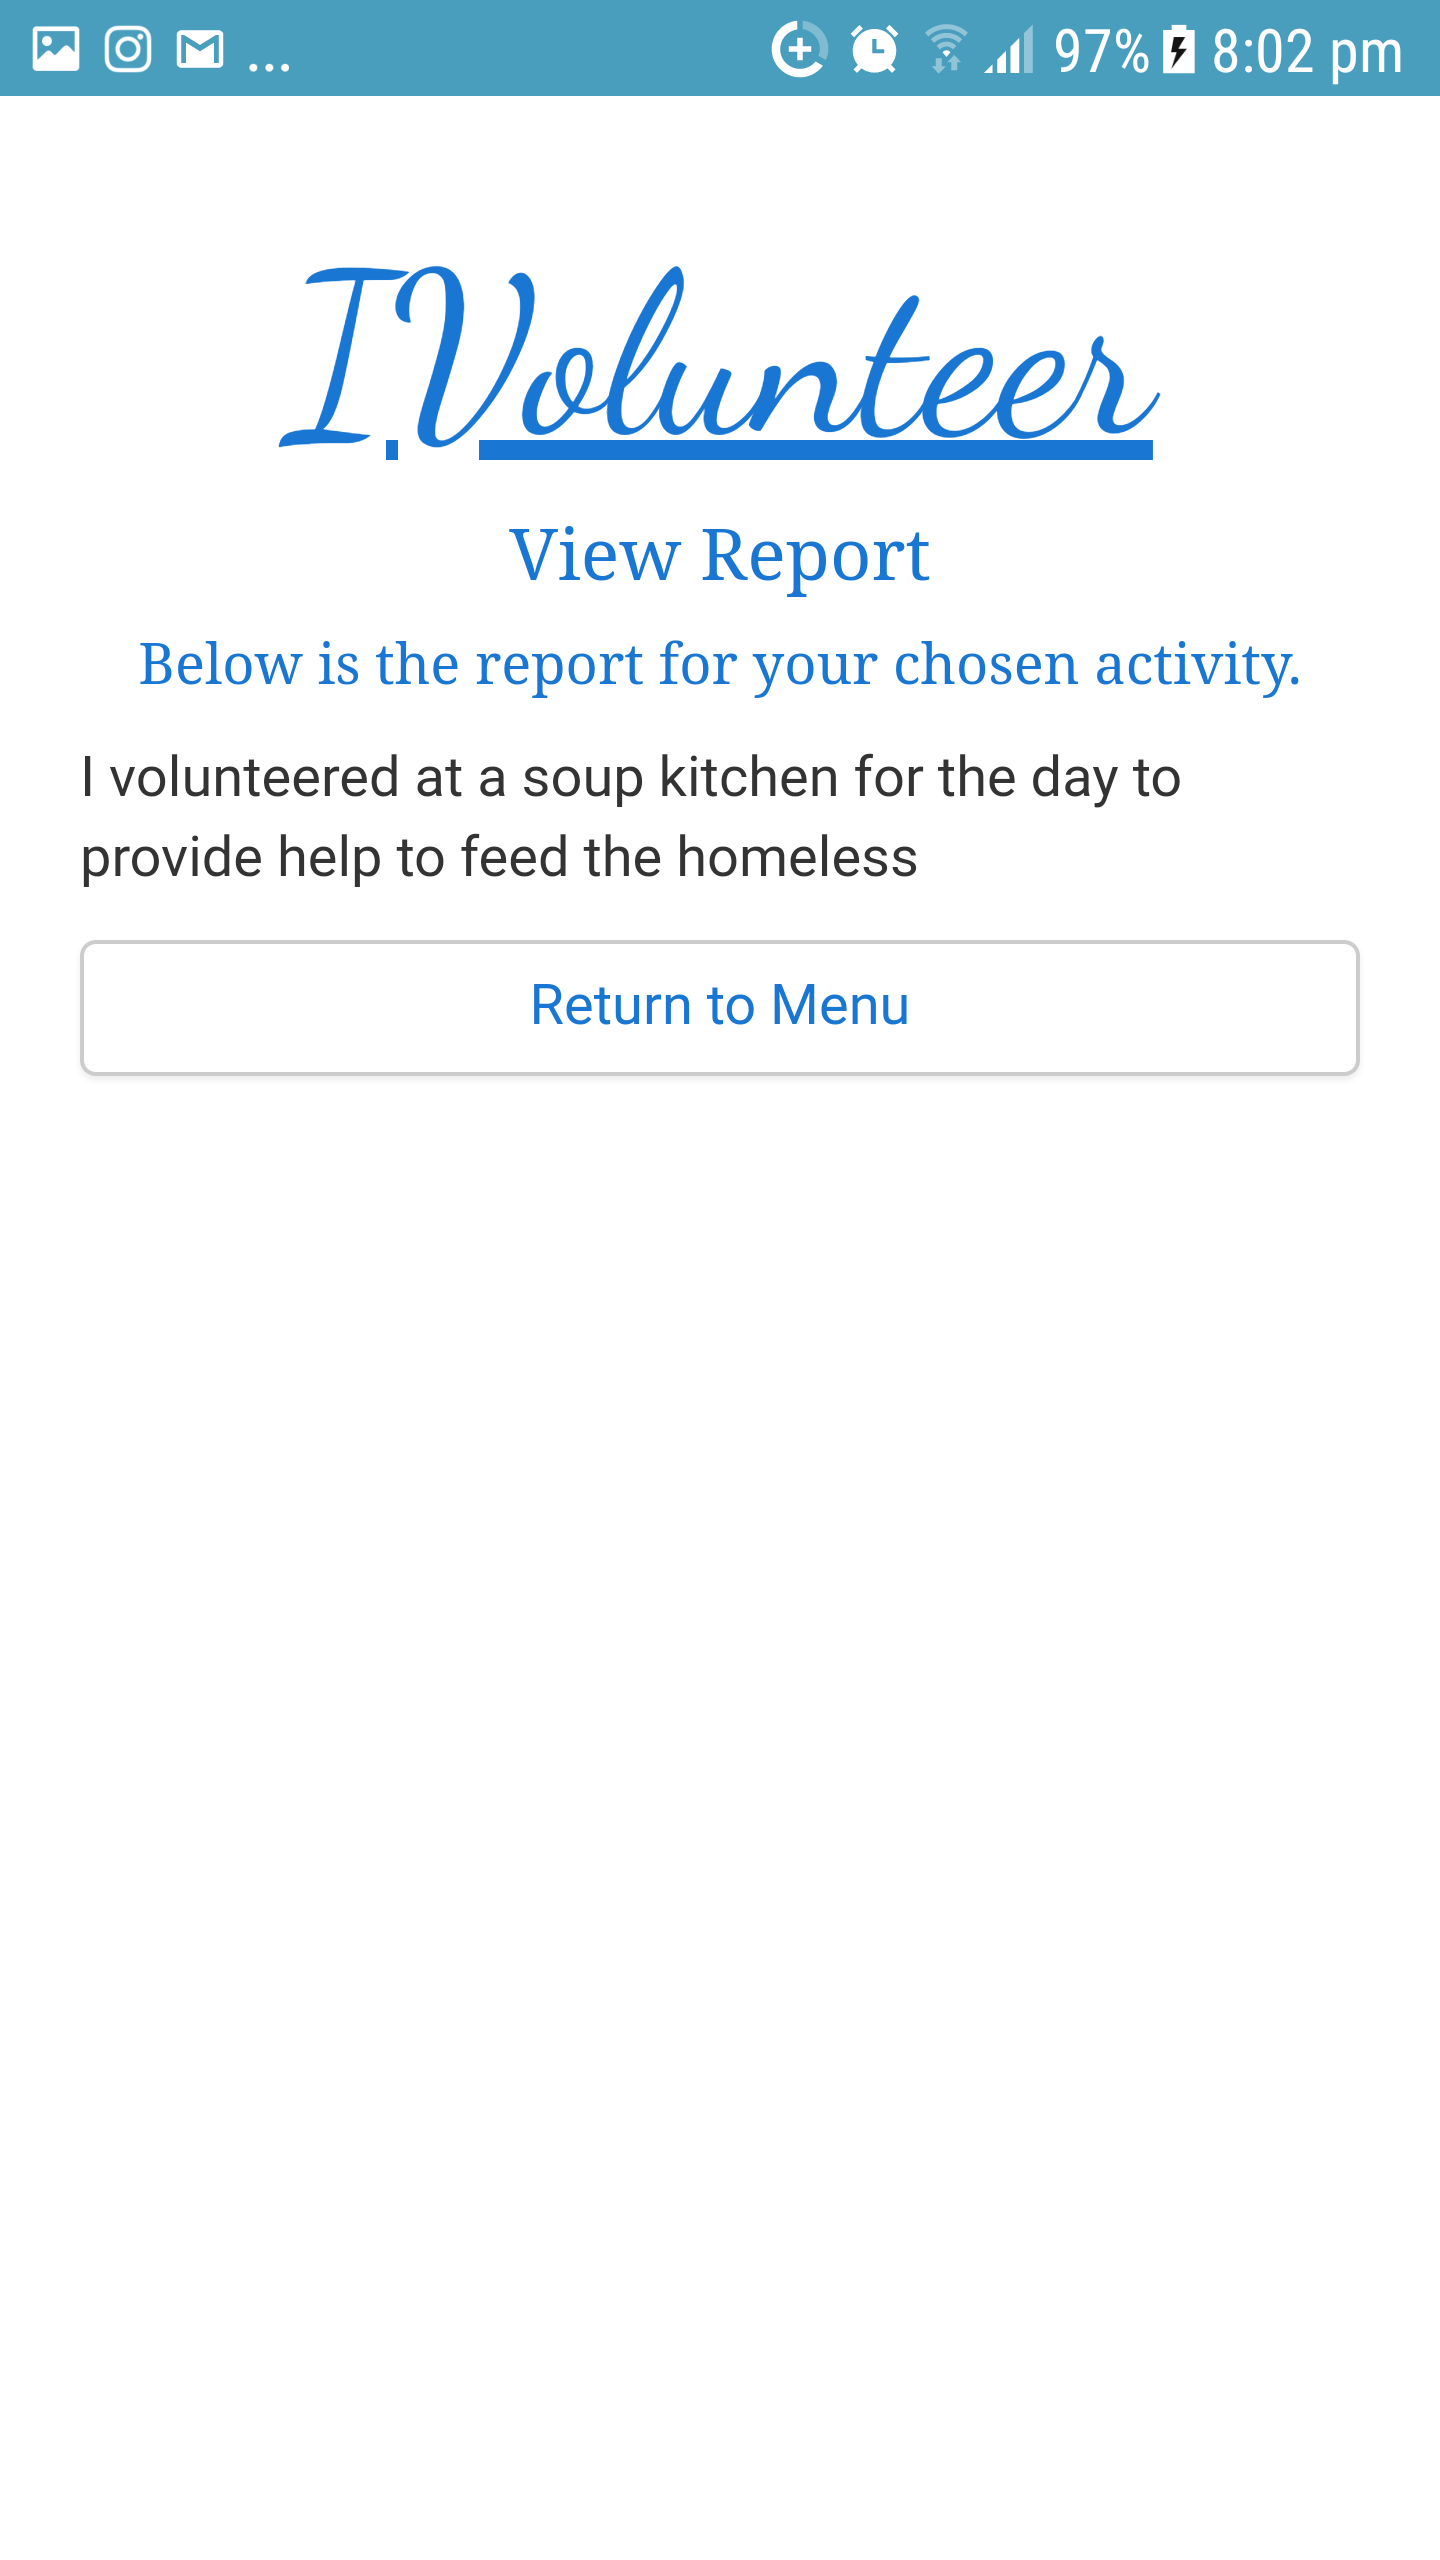 ... 97% 8:02 pm
IVolunteer
View Report
Below is the report for your chosen activity.
I volunteered at a soup kitchen for the day to
provide help to feed the homeless
Return to Menu